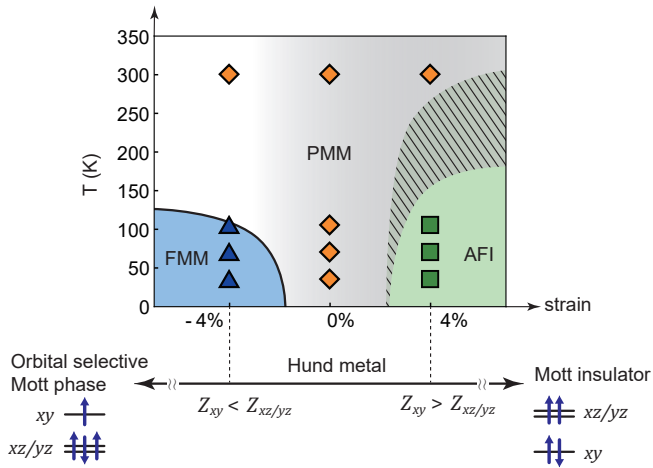 350
300
250
200
150
100
50
0
T (K)
PMM
FMM
AFI
- 4%
0%
4%
strain
Orbital selective
Mott phase
Hund metal
Mott insulator
Z_xy < Z_xz/yz
Z_xy > Z_xz/yz
xy
xz/yz
xz/yz
xy